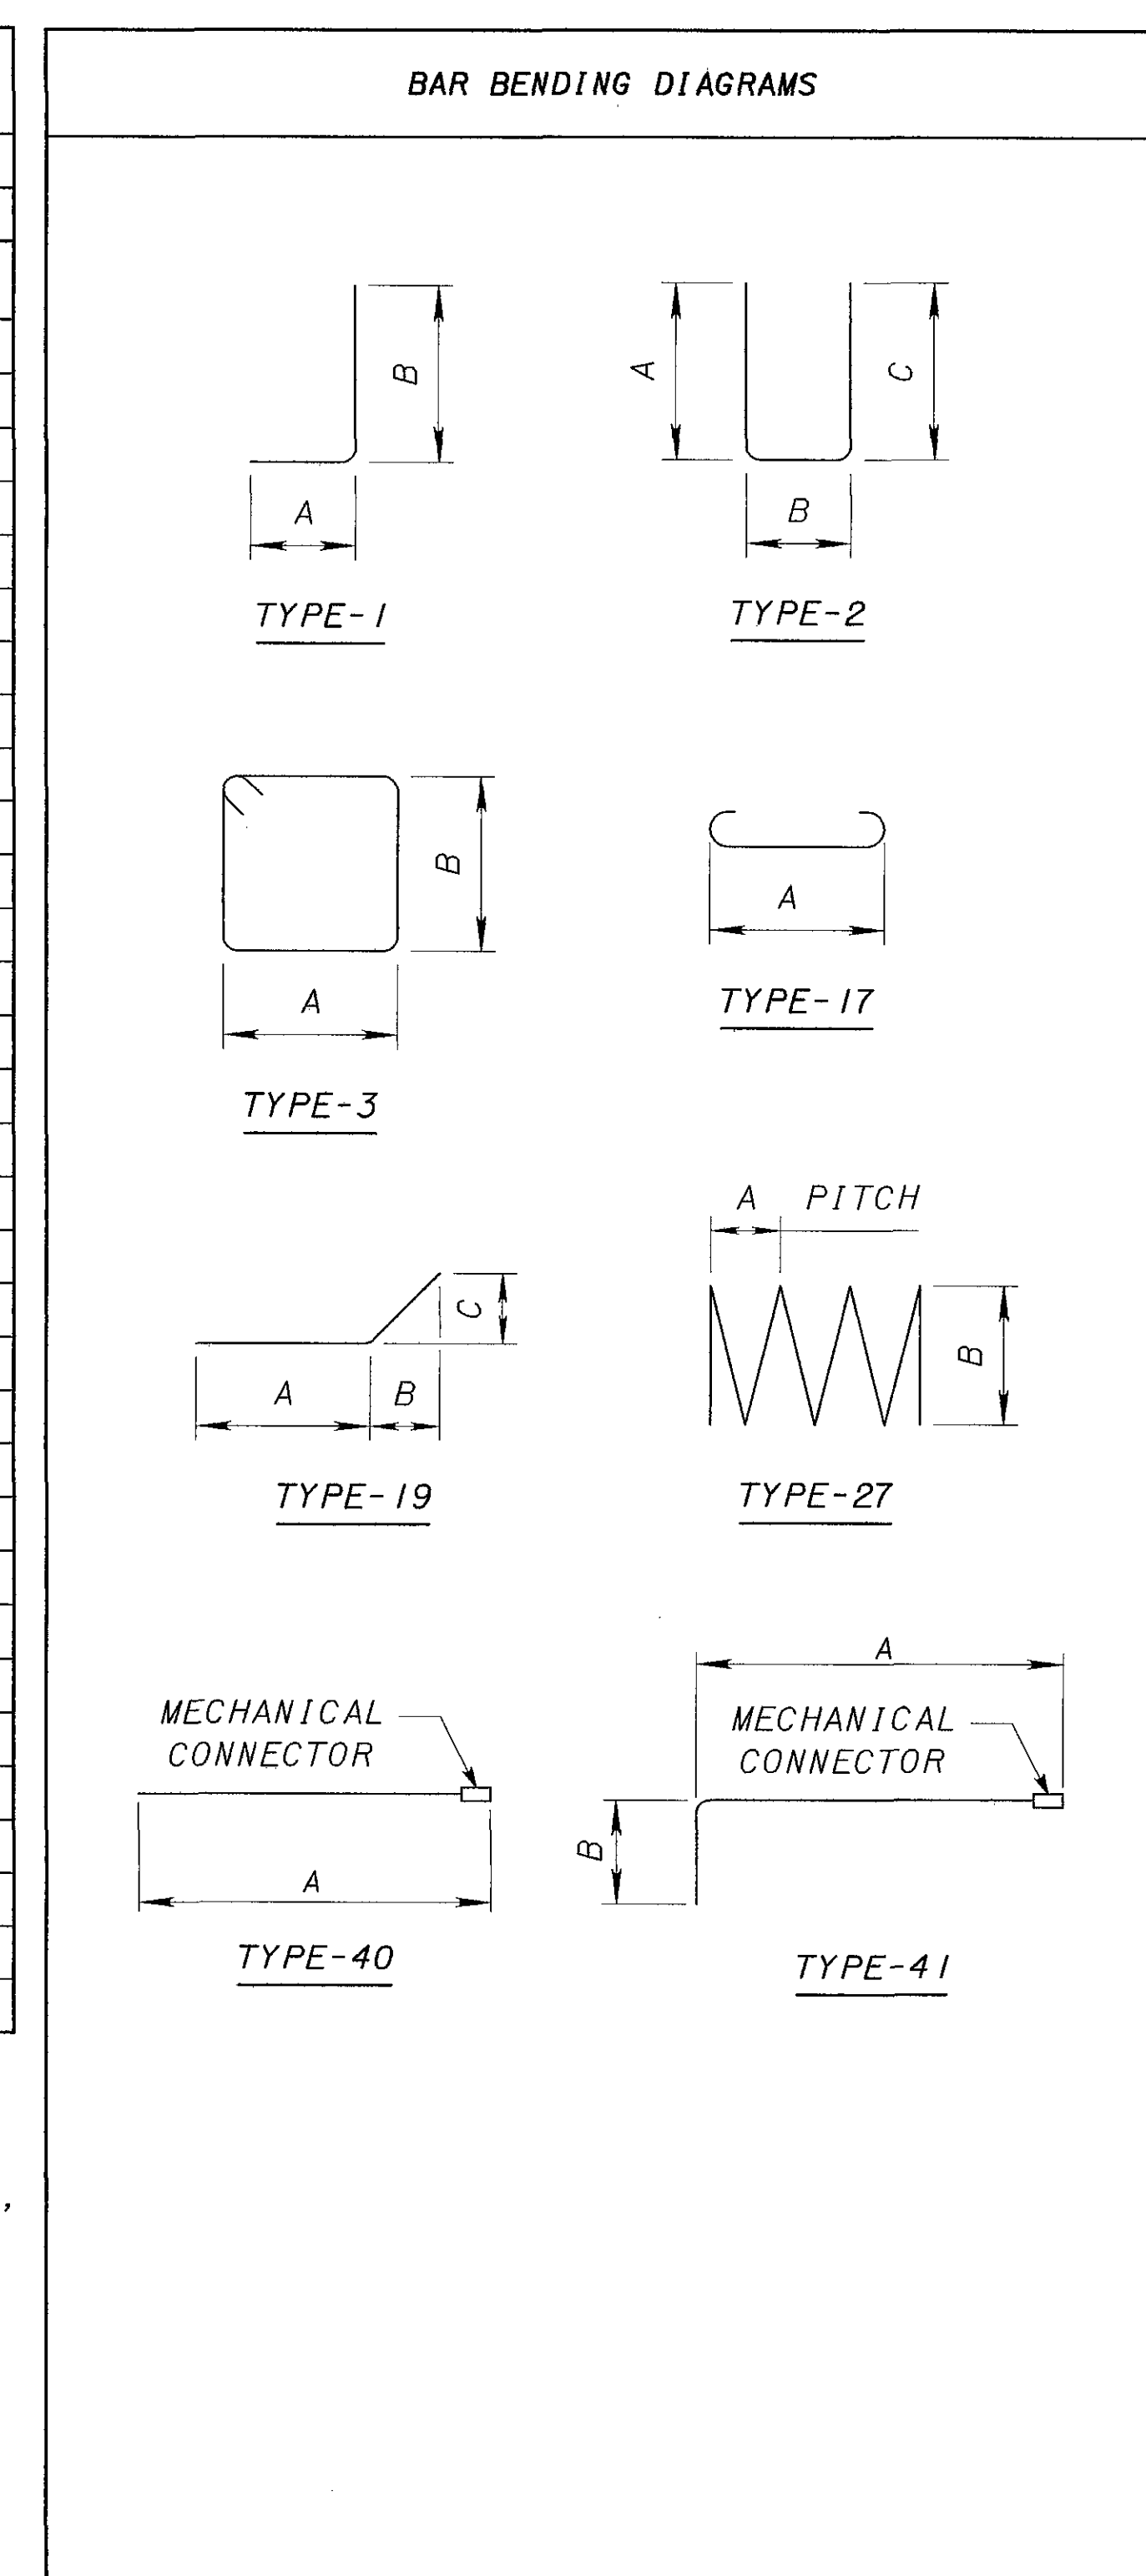 BAR BENDING DIAGRAMS
B
A
TYPE-1
A
C
B
TYPE-2
B
A
TYPE-3
A
TYPE-17
C
A
B
TYPE-19
A PITCH
B
TYPE-27
MECHANICAL
CONNECTOR
A
TYPE-40
A
MECHANICAL
CONNECTOR
B
TYPE-41
,